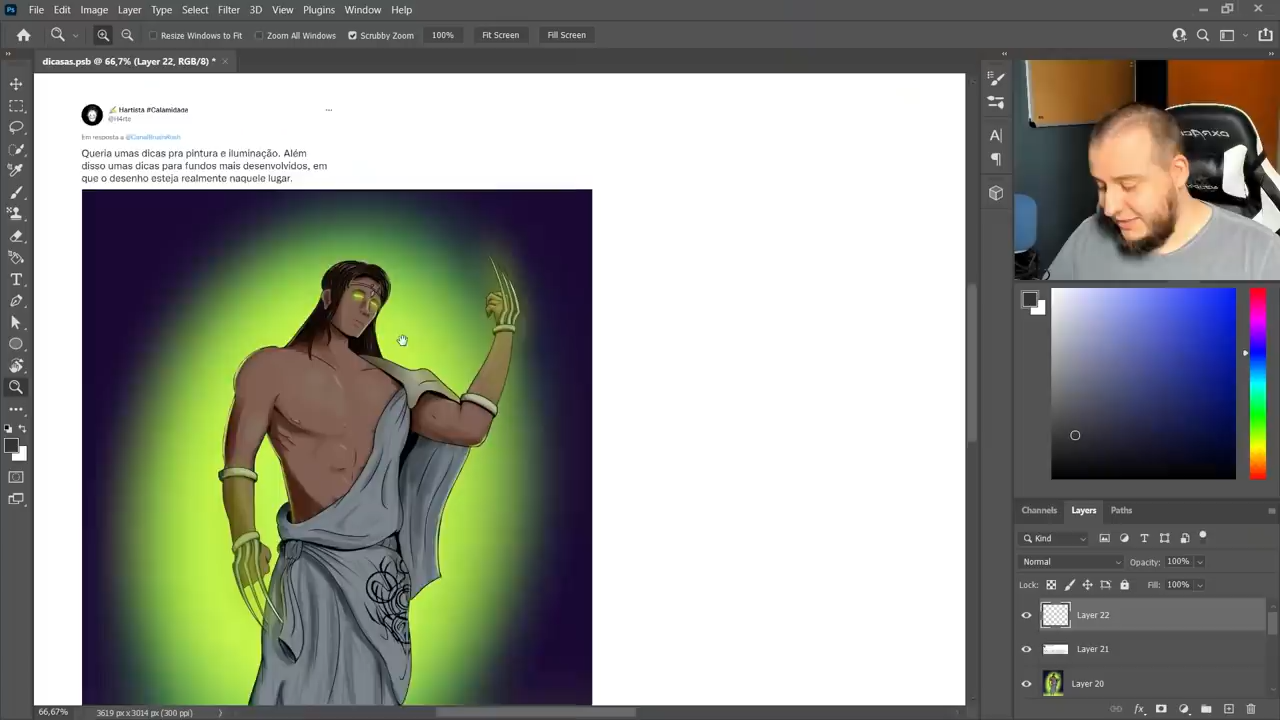 Ps File Edit Image Layer Type Select Filter 3D View Plugins Window Help
Resize Windows to Fit Zoom All Windows Scrubby Zoom 100% Fit Screen Fill Screen
dicasas.psb @ 66,7% (Layer 22, RGB/8) *
Hartista #Calamidade
@H4rte
Em resposta a
Queria umas dicas pra pintura e iluminação. Além
disso umas dicas para fundos mais desenvolvidos, em
que o desenho esteja realmente naquele lugar.
Channels Layers Paths
Kind
Normal Opacity: 100%
Lock: Fill: 100%
Layer 22
Layer 21
Layer 20
66,67% 3619 px x 3014 px (300 ppi)